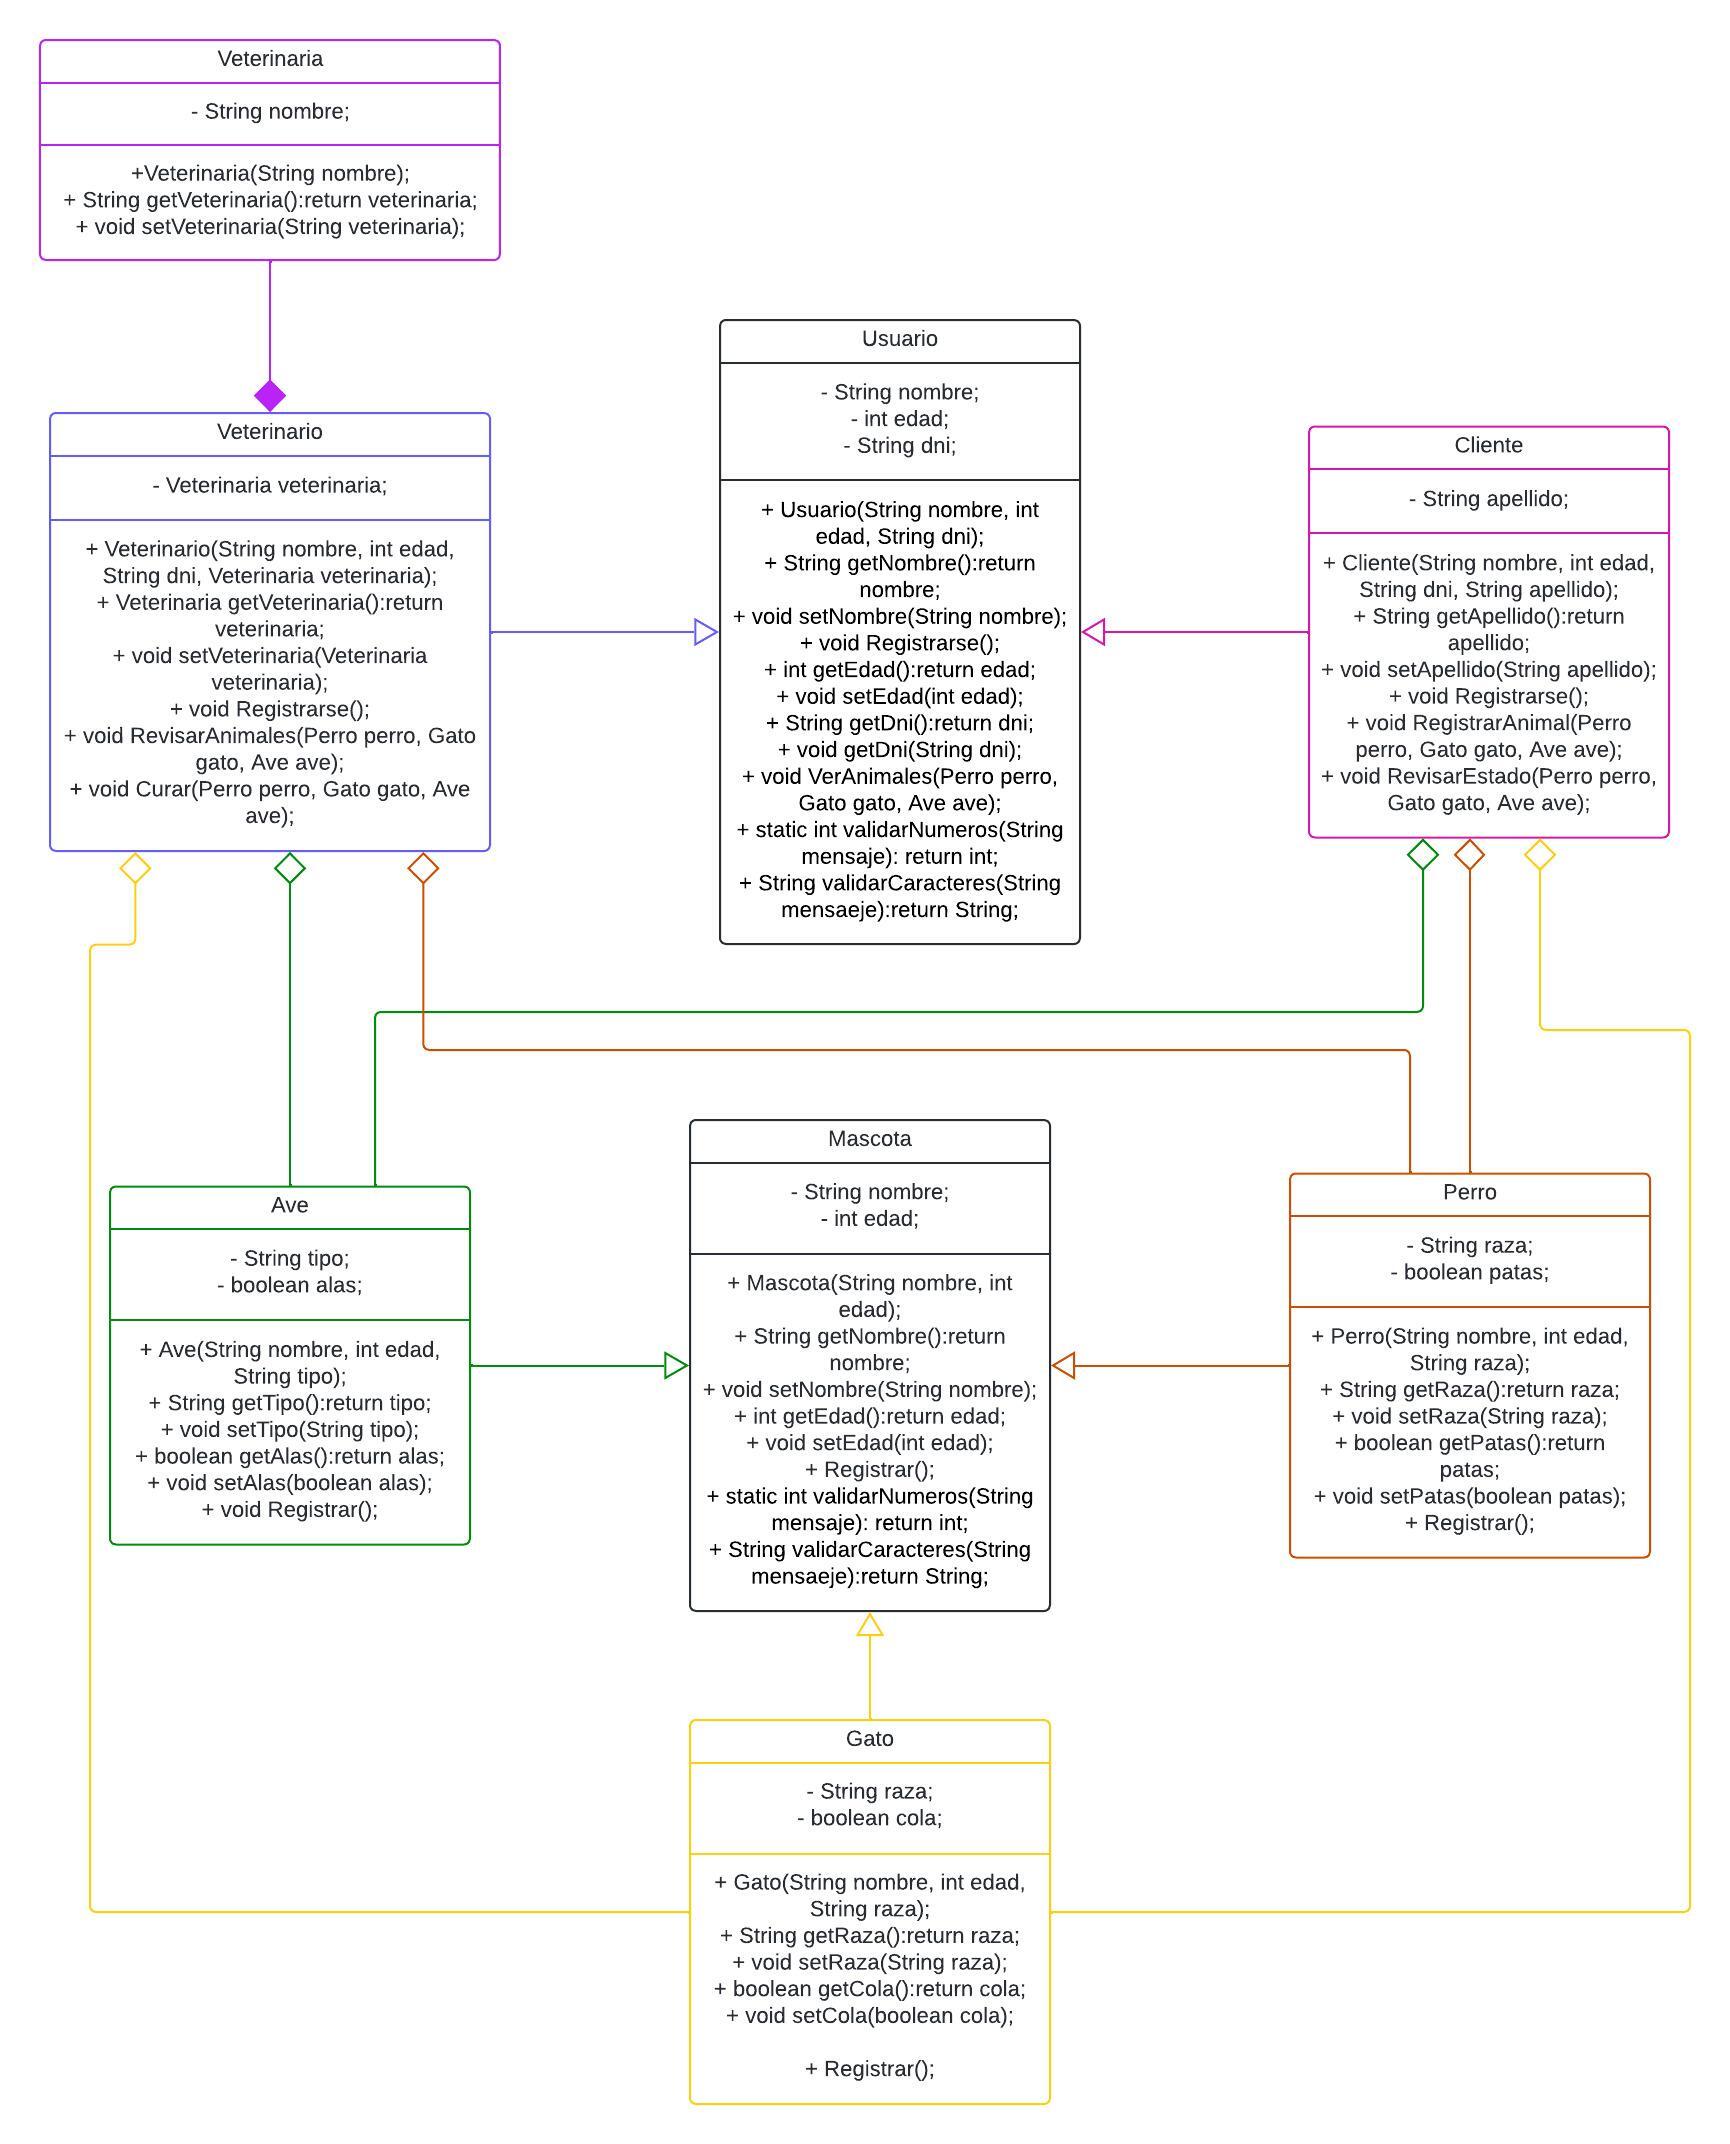 Veterinaria
- String nombre;
+Veterinaria(String nombre);
+ String getVeterinaria():return veterinaria;
+ void setVeterinaria(String veterinaria);
Veterinario
- Veterinaria veterinaria;
+ Veterinario(String nombre, int edad,
String dni, Veterinaria veterinaria);
+ Veterinaria getVeterinaria():return
veterinaria;
+ void setVeterinaria(Veterinaria
veterinaria);
+ void Registrarse();
+ void RevisarAnimales(Perro perro, Gato
gato, Ave ave);
+ void Curar(Perro perro, Gato gato, Ave
ave);
Usuario
- String nombre;
- int edad;
- String dni;
+ Usuario(String nombre, int
edad, String dni);
+ String getNombre():return
nombre;
+ void setNombre(String nombre);
+ void Registrarse();
+ int getEdad():return edad;
+ void setEdad(int edad);
+ String getDni():return dni;
+ void getDni(String dni);
+ void VerAnimales(Perro perro,
Gato gato, Ave ave);
+ static int validarNumeros(String
mensaje): return int;
+ String validarCaracteres(String
mensaeje):return String;
Cliente
- String apellido;
+ Cliente(String nombre, int edad,
String dni, String apellido);
+ String getApellido():return
apellido;
+ void setApellido(String apellido);
+ void Registrarse();
+ void RegistrarAnimal(Perro
perro, Gato gato, Ave ave);
+ void RevisarEstado(Perro perro,
Gato gato, Ave ave);
Ave
- String tipo;
- boolean alas;
+ Ave(String nombre, int edad,
String tipo);
+ String getTipo():return tipo;
+ void setTipo(String tipo);
+ boolean getAlas():return alas;
+ void setAlas(boolean alas);
+ void Registrar();
Mascota
- String nombre;
- int edad;
+ Mascota(String nombre, int
edad);
+ String getNombre():return
nombre;
+ void setNombre(String nombre);
+ int getEdad():return edad;
+ void setEdad(int edad);
+ Registrar();
+ static int validarNumeros(String
mensaje): return int;
+ String validarCaracteres(String
mensaeje):return String;
Perro
- String raza;
- boolean patas;
+ Perro(String nombre, int edad,
String raza);
+ String getRaza():return raza;
+ void setRaza(String raza);
+ boolean getPatas():return
patas;
+ void setPatas(boolean patas);
+ Registrar();
Gato
- String raza;
- boolean cola;
+ Gato(String nombre, int edad,
String raza);
+ String getRaza():return raza;
+ void setRaza(String raza);
+ boolean getCola():return cola;
+ void setCola(boolean cola);
+ Registrar();